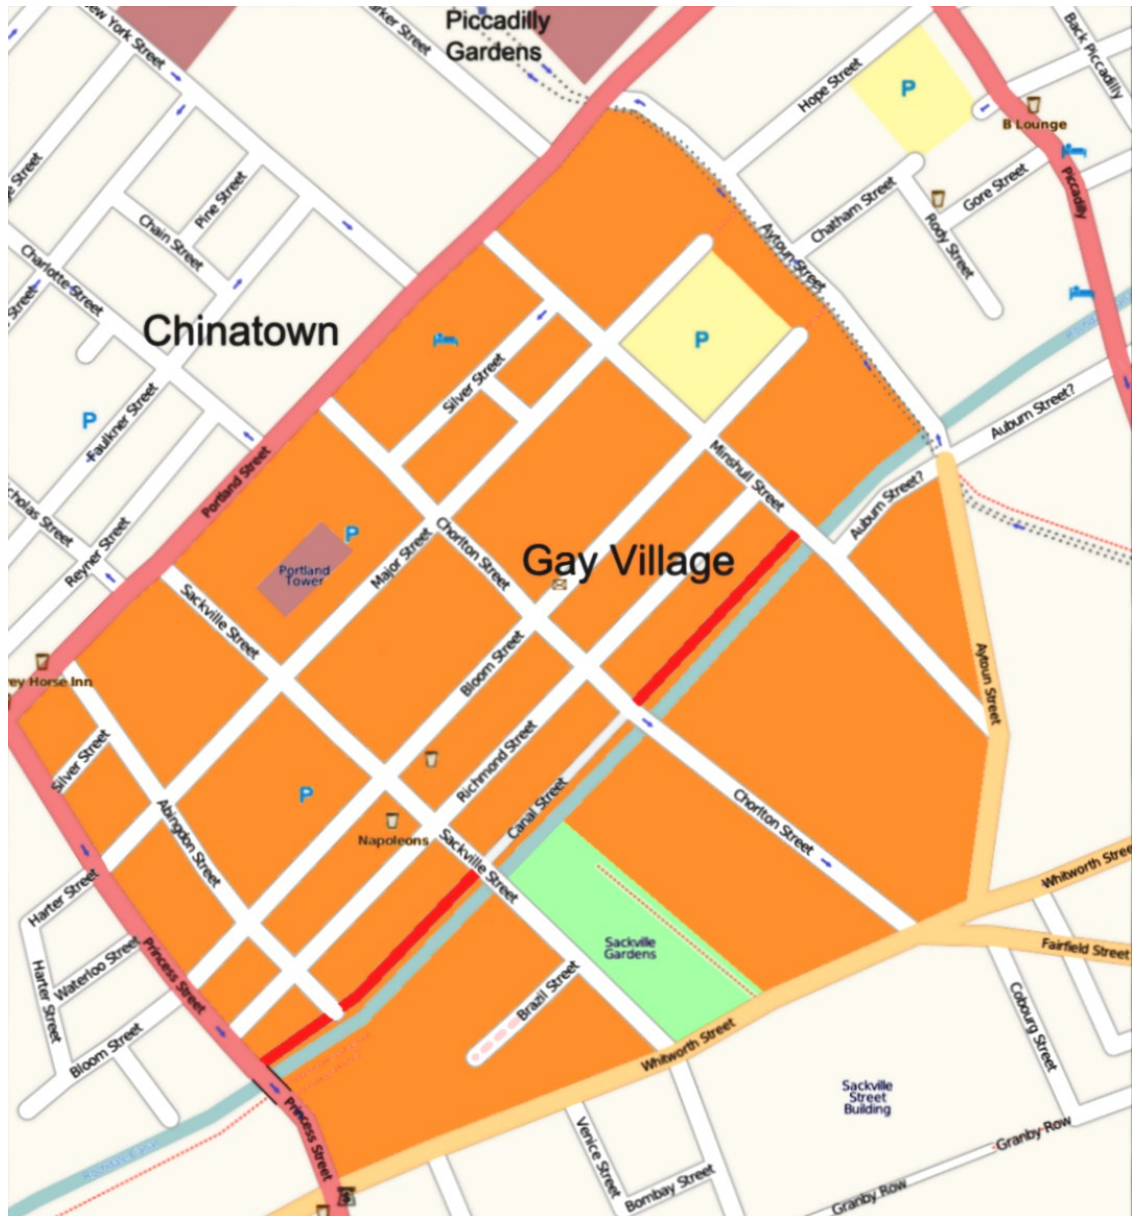 Piccadilly
Gardens
Back Piccadilly
Hope Street
B Lounge
Piccadilly
Gore Street
Pine Street
Chain Street
Charlotte Street
Chatham Street
Rody Street
Aytoun Street
Chinatown
Silver Street
Faulkner Street
Auburn Street?
Portland Street
Minshull Street
Auburn Street?
Reyner Street
Portland
Tower
Major Street
Chorlton Street
Gay Village
Sackville Street
Bloom Street
Aytoun Street
Silver Street
Richmond Street
Abingdon Street
Canal Street
Napoleons
Chorlton Street
Sackville Street
Harter Street
Whitworth Stree
Waterloo Street
Princess Street
Harter Street
Sackville
Gardens
Fairfield Street
Brazil Street
Cobourg Street
Bloom Street
Whitworth Street
Sackville
Street
Building
Princess Street
Venice Street
Granby Row
Bombay Street
Granby Row